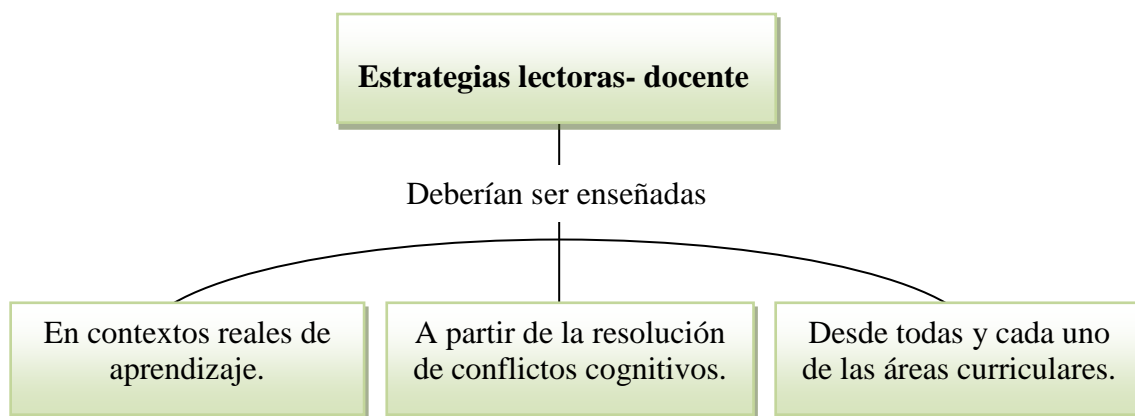 Estrategias lectoras- docente
Deberían ser enseñadas
En contextos reales de
aprendizaje.
A partir de la resolución
de conflictos cognitivos.
Desde todas y cada uno
de las áreas curriculares.